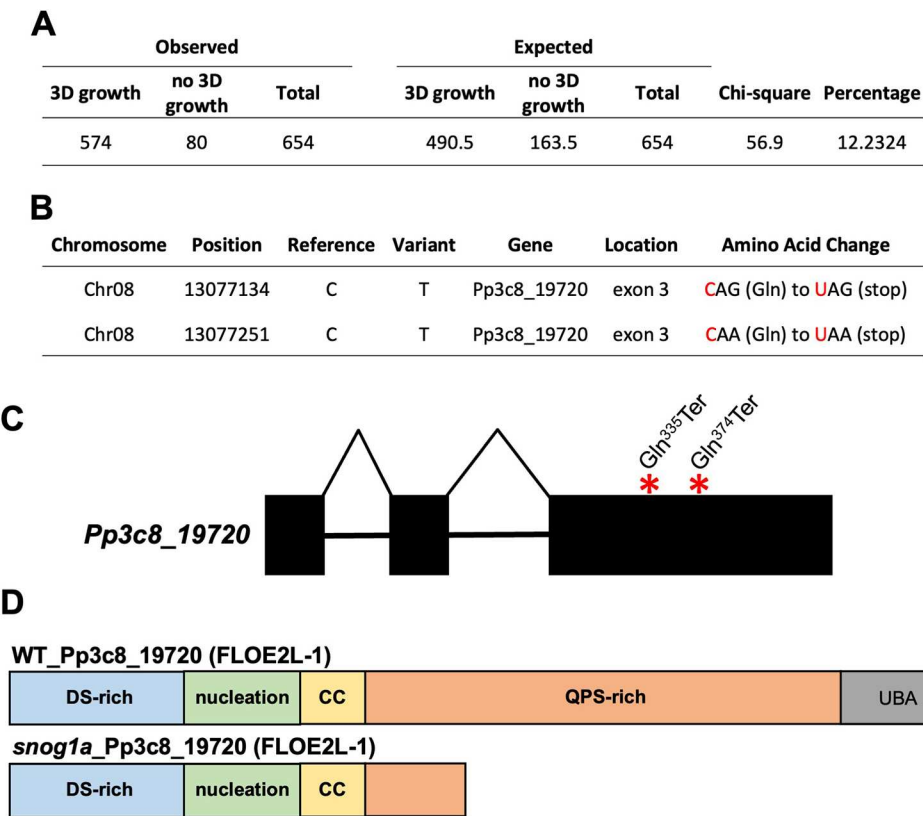 A
Observed Expected
3D growth no 3D growth Total 3D growth no 3D growth Total Chi-square Percentage
574 80 654 490.5 163.5 654 56.9 12.2324
B
Chromosome Position Reference Variant Gene Location Amino Acid Change
Chr08 13077134 C T Pp3c8_19720 exon 3 CAG (Gln) to UAG (stop)
Chr08 13077251 C T Pp3c8_19720 exon 3 CAA (Gln) to UAA (stop)
C
Gln335Ter Gln374Ter
* *
Pp3c8_19720
D
WT_Pp3c8_19720 (FLOE2L-1)
DS-rich nucleation CC QPS-rich UBA
snog1a_Pp3c8_19720 (FLOE2L-1)
DS-rich nucleation CC